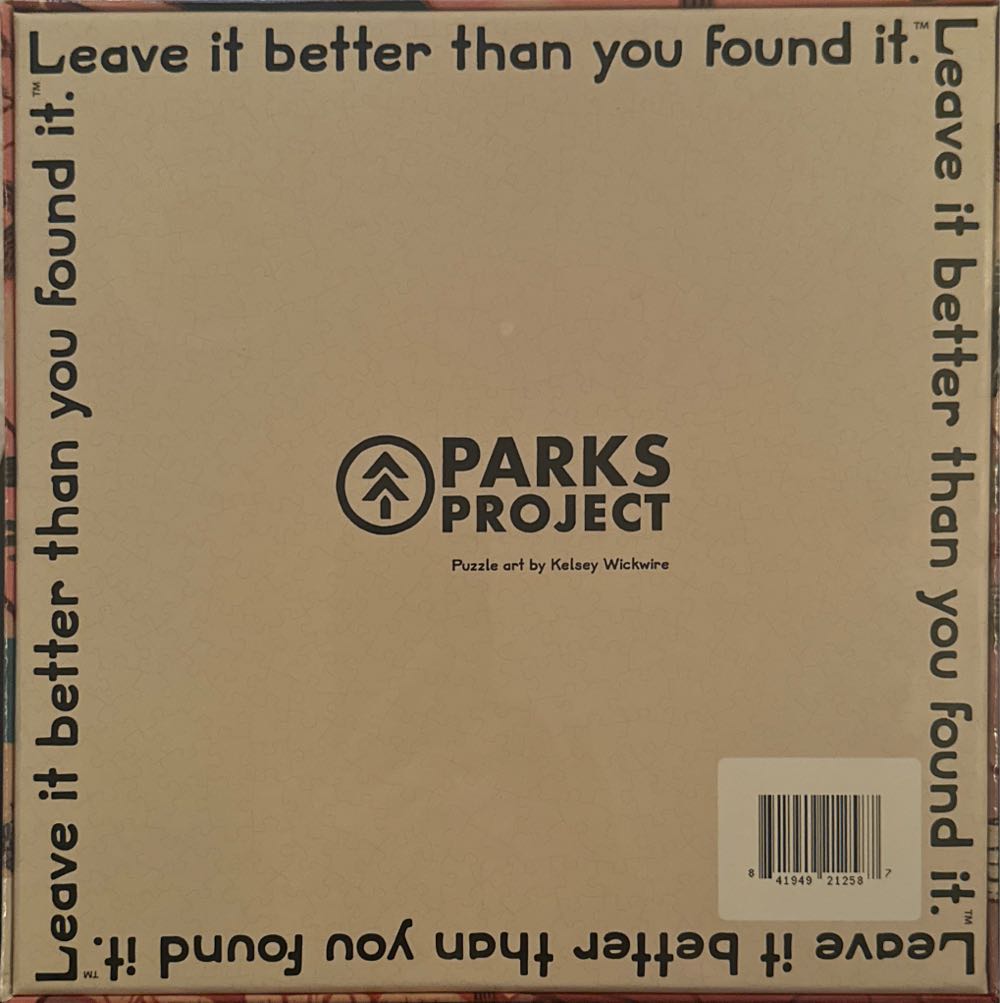 Leave it better than you found it.™
Leave it better than you found it.™
Leave it better than you found it.™
Leave it better than you found it.™
PARKS
PROJECT
Puzzle art by Kelsey Wickwire
8 41949 21258 7